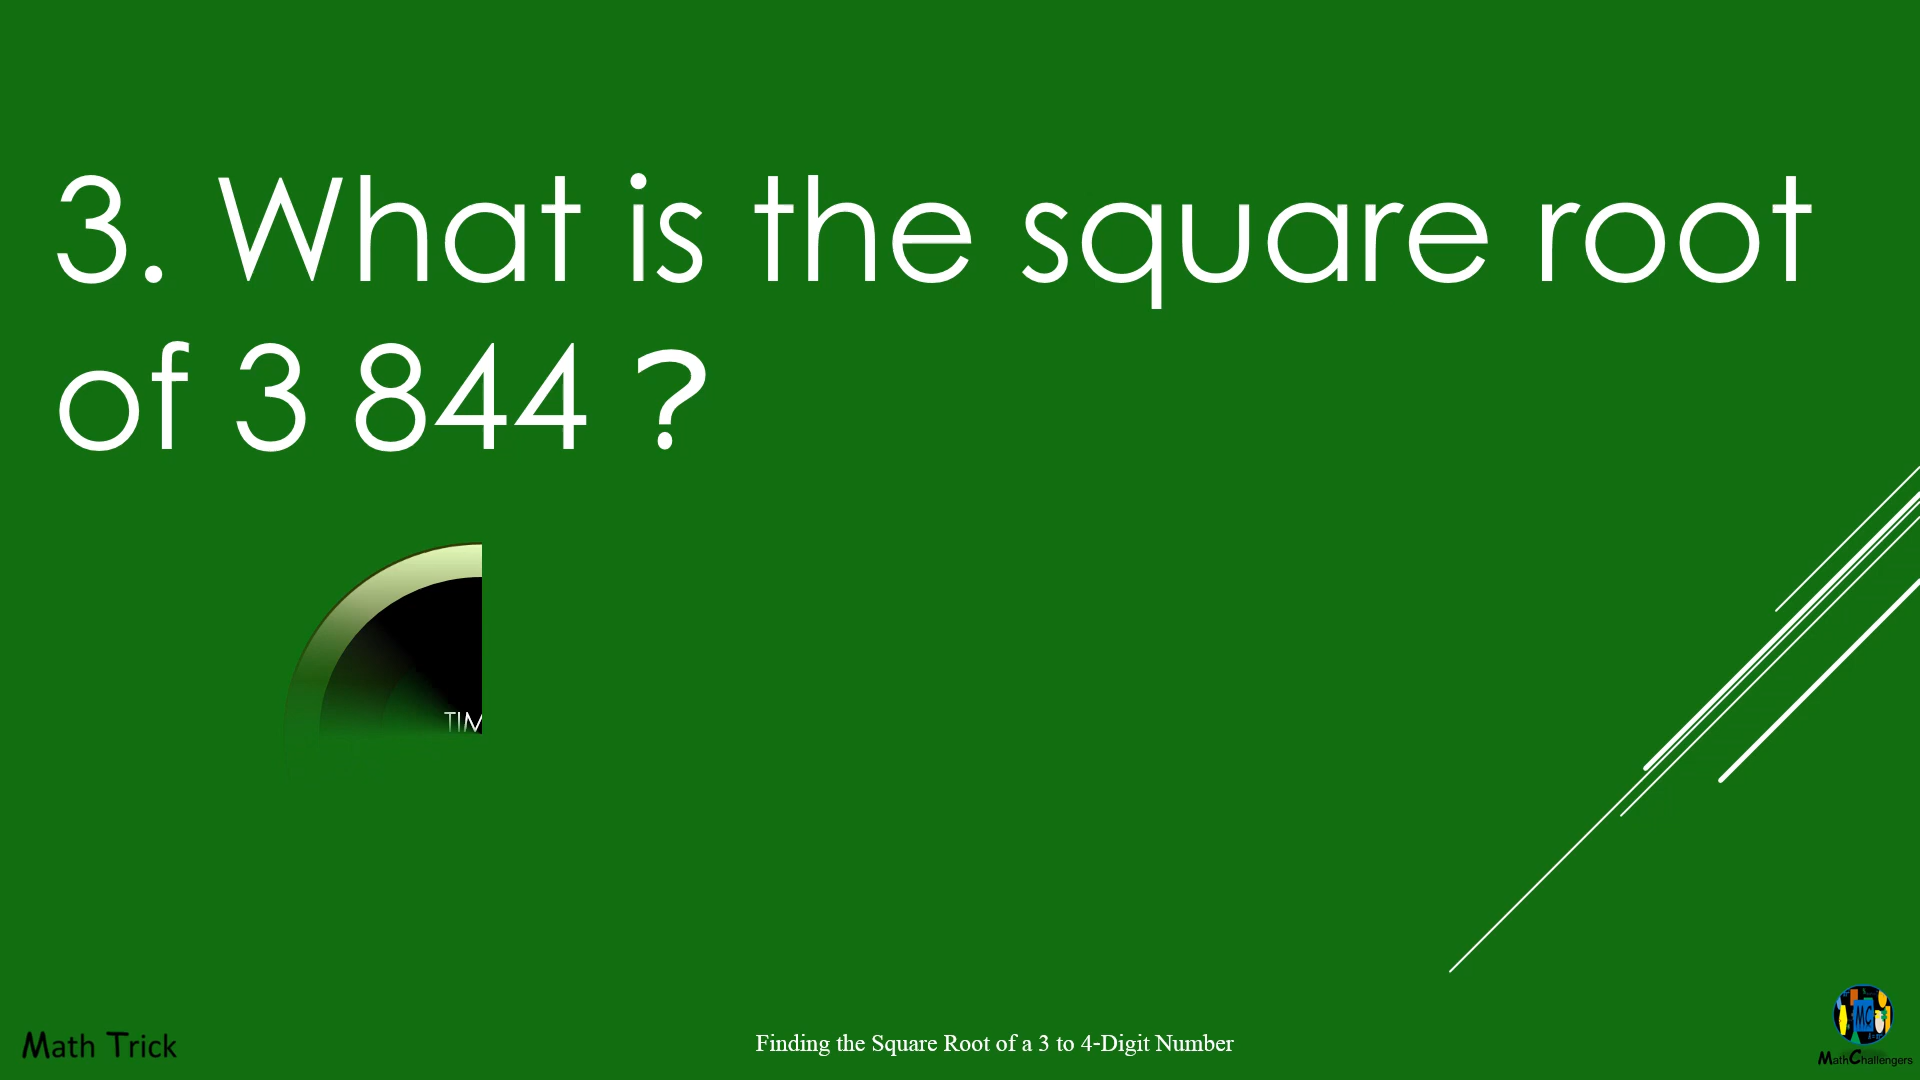 3. What is the square root
of 3 844 ?
TIM
Math Trick
Finding the Square Root of a 3 to 4-Digit Number
MC
MathChallengers